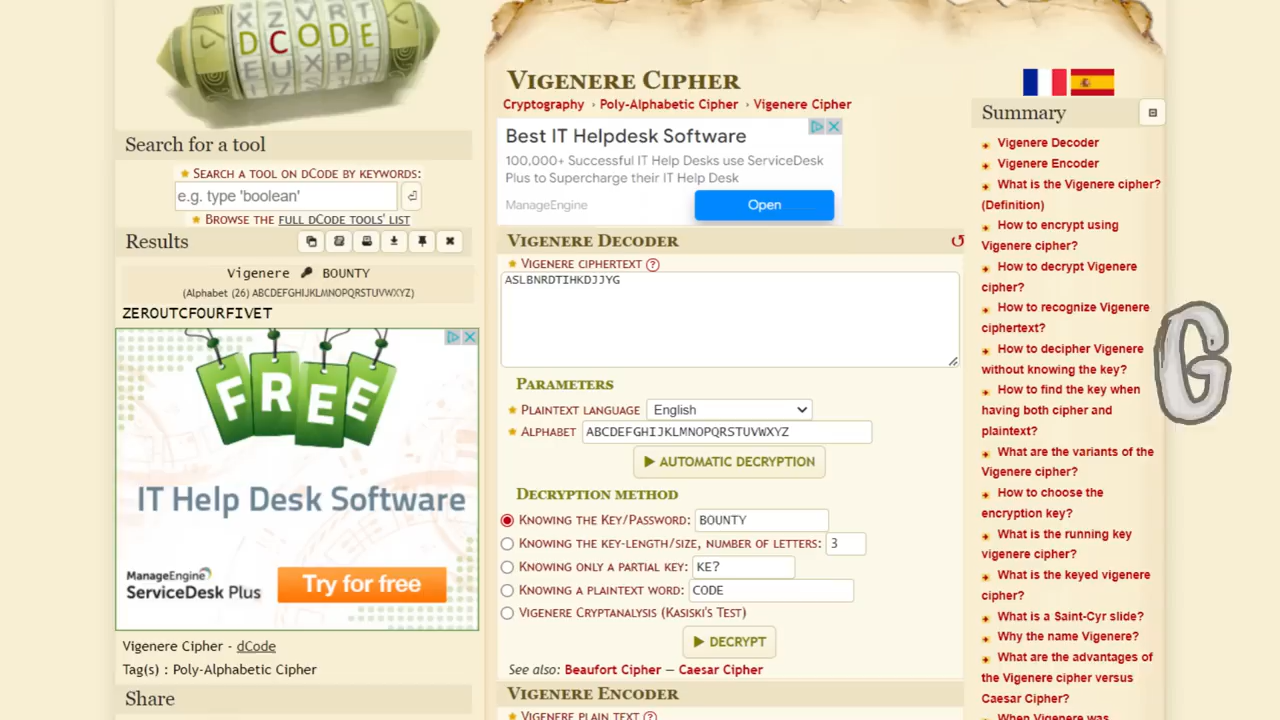 X Z V R T
D C O D E
E U X P L
Search for a tool
★ SEARCH A TOOL ON DCODE BY KEYWORDS:
e.g. type 'boolean'
★ BROWSE THE FULL DCODE TOOLS' LIST
Results
Vigenere BOUNTY
(Alphabet (26) ABCDEFGHIJKLMNOPQRSTUVWXYZ)
ZEROUTCFOURFIVET
FREE
IT Help Desk Software
ManageEngine
ServiceDesk Plus
Try for free
Vigenere Cipher - dCode
Tag(s) : Poly-Alphabetic Cipher
Share
VIGENERE CIPHER
Cryptography › Poly-Alphabetic Cipher › Vigenere Cipher
Best IT Helpdesk Software
100,000+ Successful IT Help Desks use ServiceDesk
Plus to Supercharge their IT Help Desk
ManageEngine
Open
VIGENERE DECODER
★ VIGENERE CIPHERTEXT (?)
ASLBNRDTIHKDJJYG
PARAMETERS
★ PLAINTEXT LANGUAGE English
★ ALPHABET ABCDEFGHIJKLMNOPQRSTUVWXYZ
▶ AUTOMATIC DECRYPTION
DECRYPTION METHOD
KNOWING THE KEY/PASSWORD: BOUNTY
KNOWING THE KEY-LENGTH/SIZE, NUMBER OF LETTERS: 3
KNOWING ONLY A PARTIAL KEY: KE?
KNOWING A PLAINTEXT WORD: CODE
VIGENERE CRYPTANALYSIS (KASISKI'S TEST)
▶ DECRYPT
See also: Beaufort Cipher — Caesar Cipher
VIGENERE ENCODER
★ VIGENERE PLAIN TEXT (?)
Summary
Vigenere Decoder
Vigenere Encoder
What is the Vigenere cipher?
(Definition)
How to encrypt using
Vigenere cipher?
How to decrypt Vigenere
cipher?
How to recognize Vigenere
ciphertext?
How to decipher Vigenere
without knowing the key?
How to find the key when
having both cipher and
plaintext?
What are the variants of the
Vigenere cipher?
How to choose the
encryption key?
What is the running key
vigenere cipher?
What is the keyed vigenere
cipher?
What is a Saint-Cyr slide?
Why the name Vigenere?
What are the advantages of
the Vigenere cipher versus
Caesar Cipher?
When Vigenere was
G